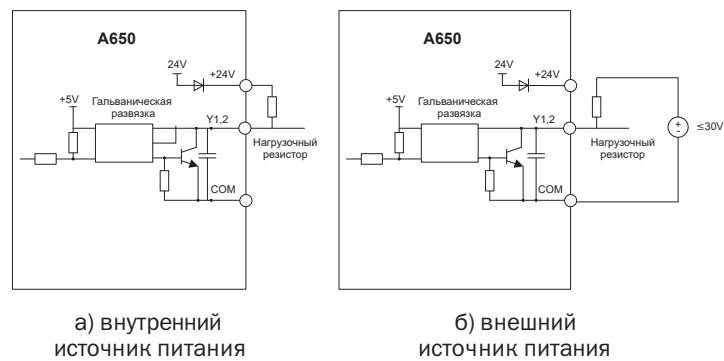 A650
24V
+24V
+5V
Гальваническая
развязка
Y1,2
Нагрузочный
резистор
COM
а) внутренний
источник питания
A650
24V
+24V
+5V
Гальваническая
развязка
Y1,2
Нагрузочный
резистор
COM
+
-
≤30V
б) внешний
источник питания